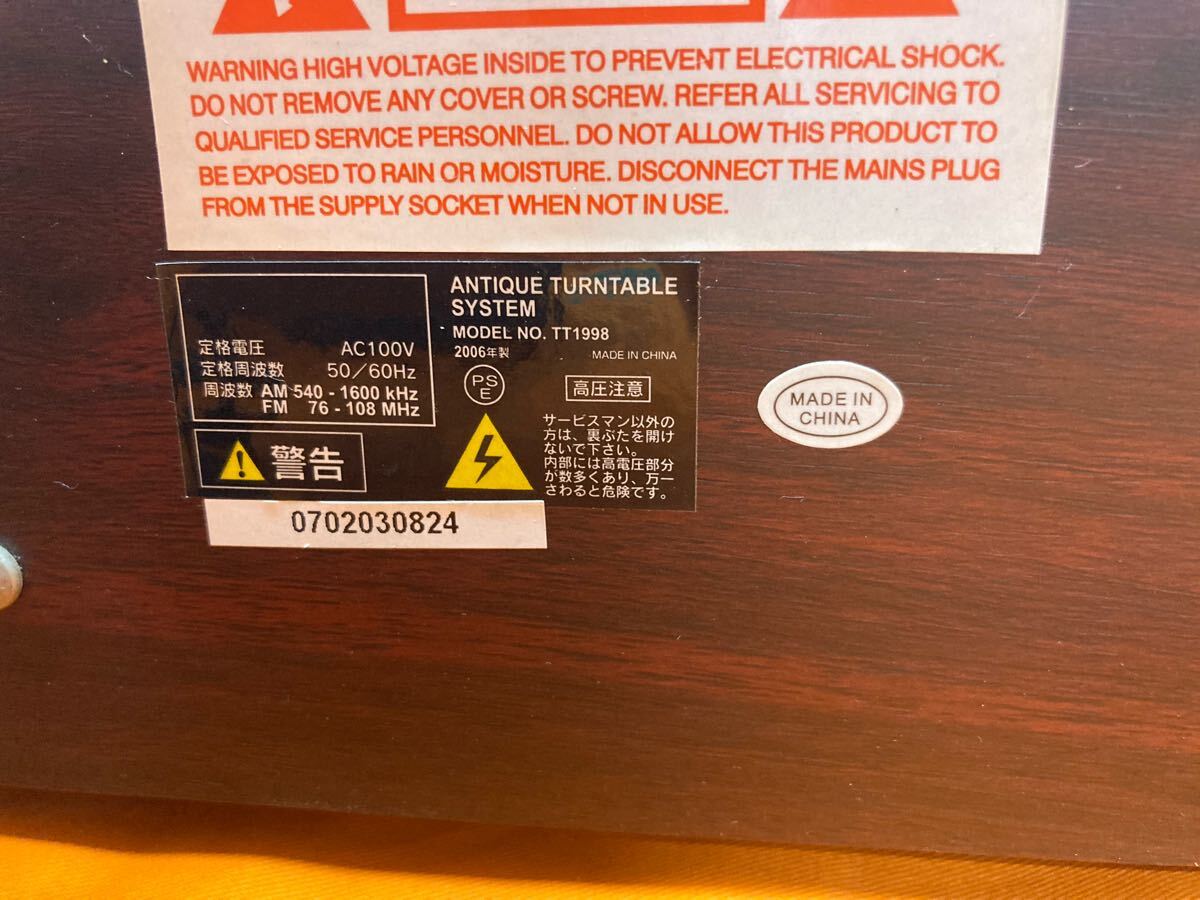 WARNING HIGH VOLTAGE INSIDE TO PREVENT ELECTRICAL SHOCK.
DO NOT REMOVE ANY COVER OR SCREW. REFER ALL SERVICING TO
QUALIFIED SERVICE PERSONNEL. DO NOT ALLOW THIS PRODUCT TO
BE EXPOSED TO RAIN OR MOISTURE. DISCONNECT THE MAINS PLUG
FROM THE SUPPLY SOCKET WHEN NOT IN USE.
定格電圧 AC100V
定格周波数 50/60Hz
周波数 AM 540 - 1600 kHz
FM 76 - 108 MHz
警告
ANTIQUE TURNTABLE
SYSTEM
MODEL NO. TT1998
2006年製 MADE IN CHINA
PS
E
高圧注意
サービスマン以外の
方は、裏ぶたを開け
ないで下さい。
内部には高電圧部分
が数多くあり、万一
さわると危険です。
0702030824
MADE IN
CHINA